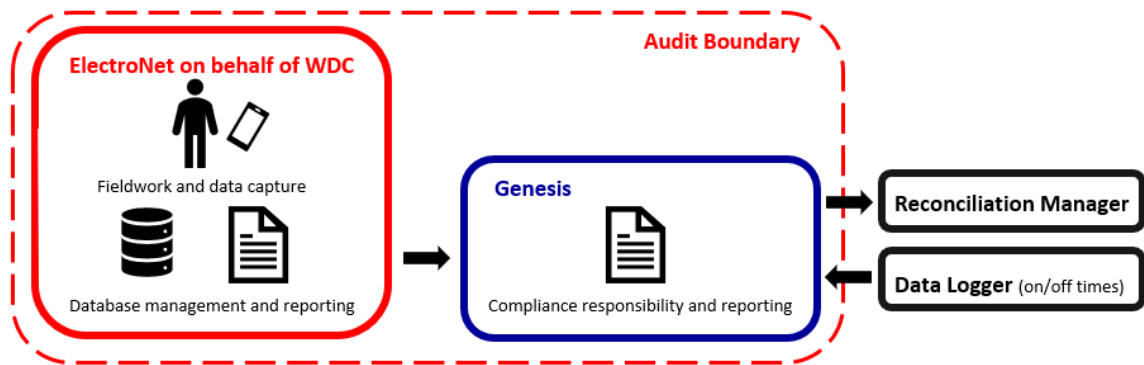 Audit Boundary
ElectroNet on behalf of WDC
Fieldwork and data capture
Database management and reporting
Genesis
Compliance responsibility and reporting
Reconciliation Manager
Data Logger (on/off times)